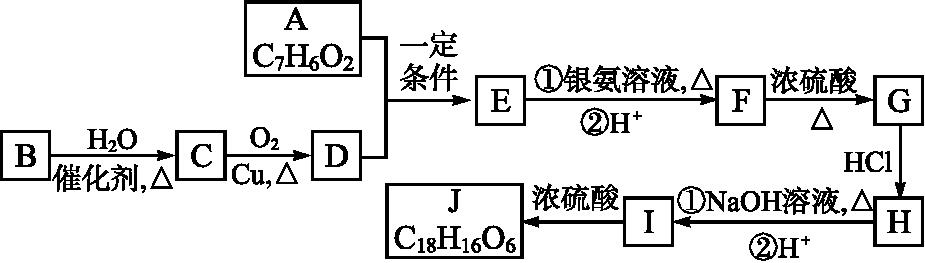 A
C₇H₆O₂
一定
条件
E
①银氨溶液,△
②H⁺
F
浓硫酸
△
G
B
H₂O
催化剂,△
C
O₂
Cu,△
D
HCl
J
C₁₈H₁₆O₆
浓硫酸
I
①NaOH溶液,△
②H⁺
H